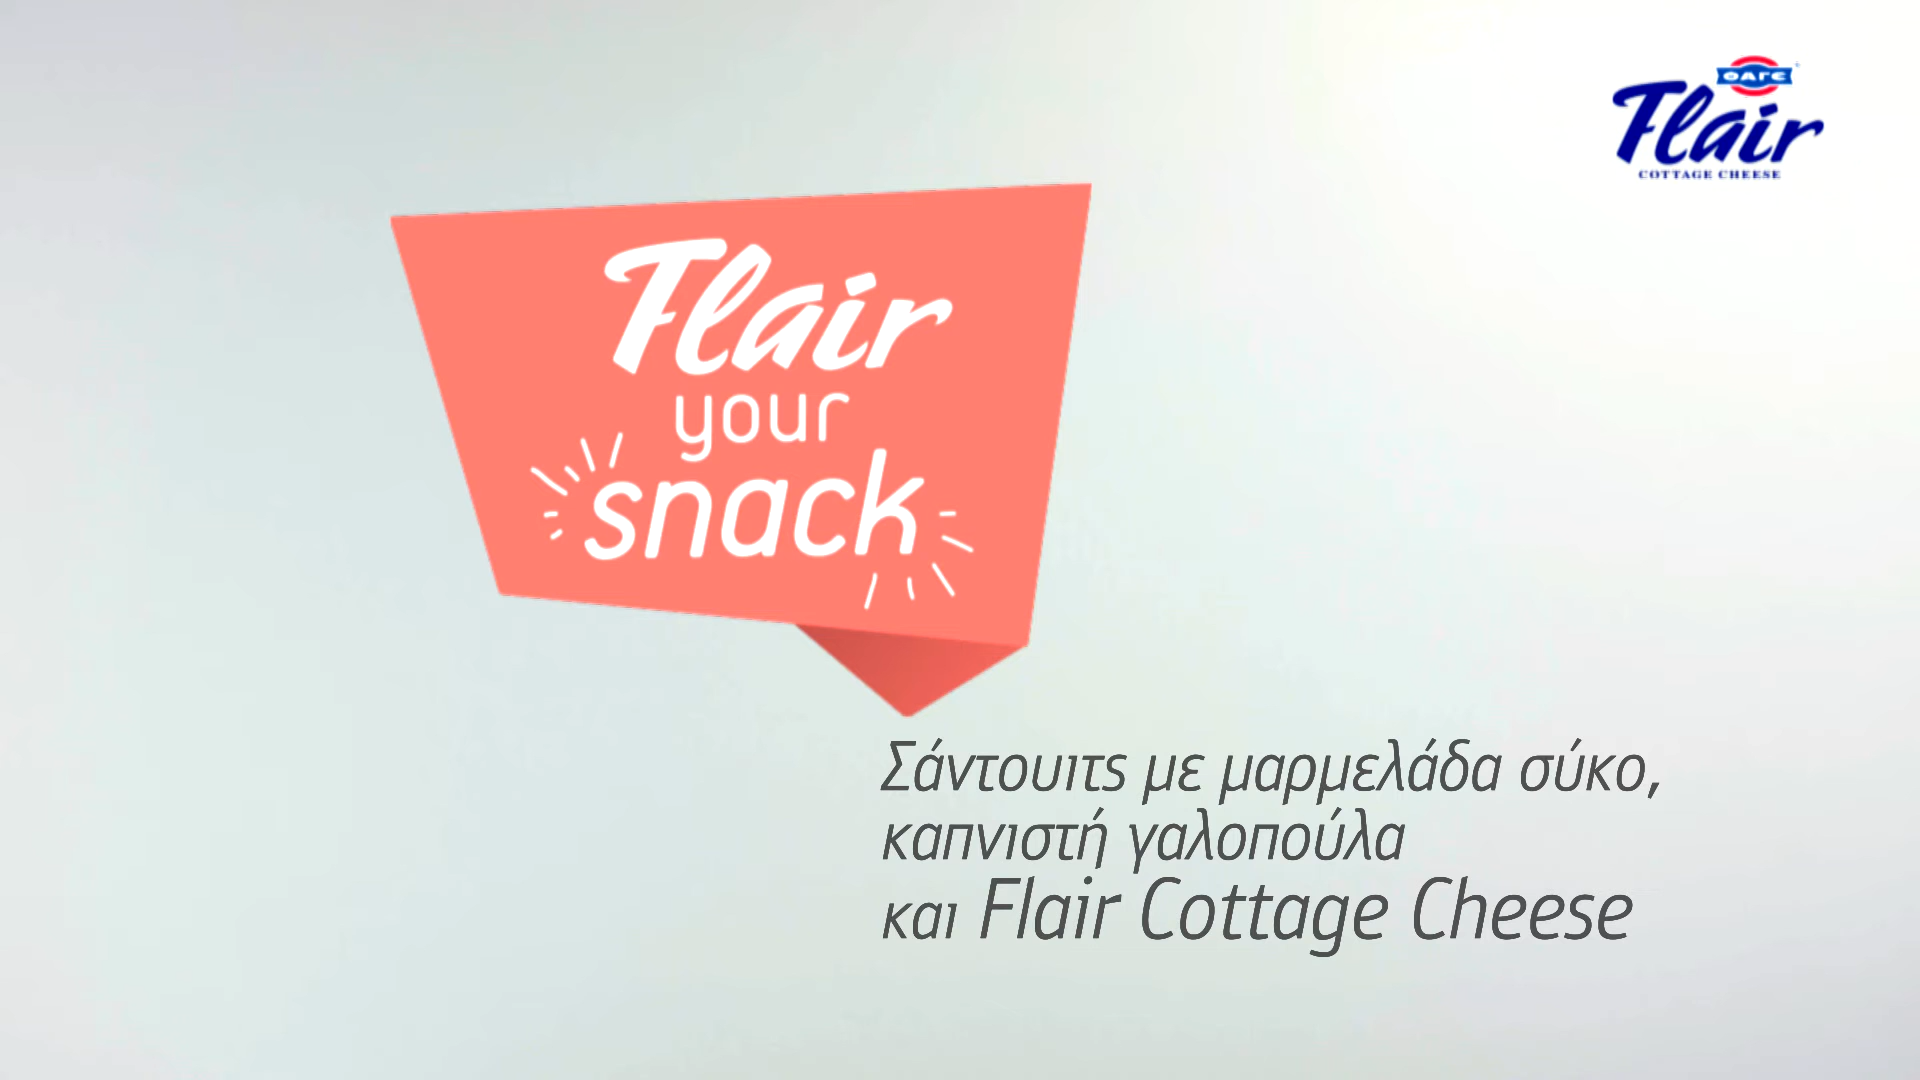 ΦΑΓΕ
Flair
COTTAGE CHEESE
Flair
your
snack
Σάντουιτς με μαρμελάδα σύκο,
καπνιστή γαλοπούλα
και Flair Cottage Cheese